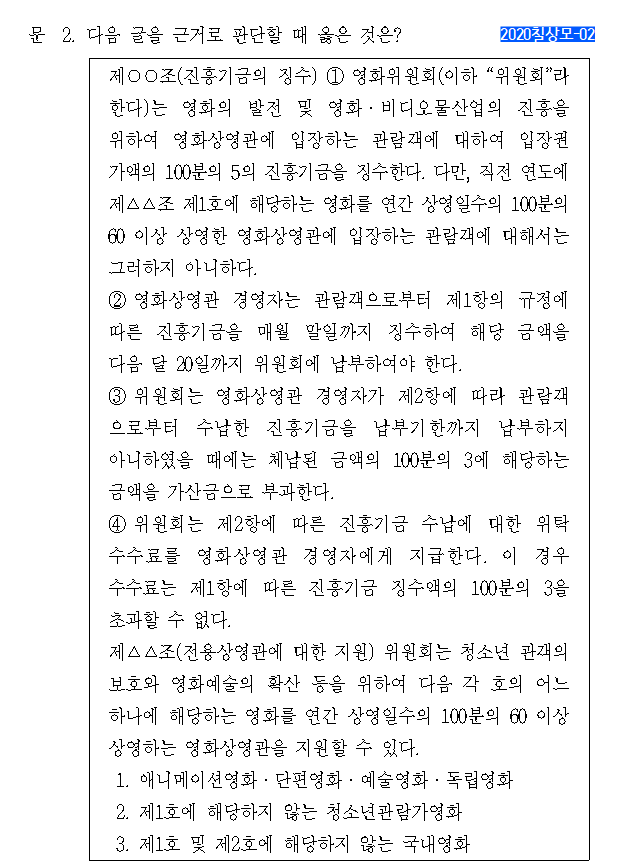 문 2. 다음 글을 근거로 판단할 때 옳은 것은?
2020침상모-02
제○○조(진흥기금의 징수) ① 영화위원회(이하 “위원회”라
한다)는 영화의 발전 및 영화·비디오물산업의 진흥을
위하여 영화상영관에 입장하는 관람객에 대하여 입장권
가액의 100분의 5의 진흥기금을 징수한다. 다만, 직전 연도에
제△△조 제1호에 해당하는 영화를 연간 상영일수의 100분의
60 이상 상영한 영화상영관에 입장하는 관람객에 대해서는
그러하지 아니하다.
② 영화상영관 경영자는 관람객으로부터 제1항의 규정에
따른 진흥기금을 매월 말일까지 징수하여 해당 금액을
다음 달 20일까지 위원회에 납부하여야 한다.
③ 위원회는 영화상영관 경영자가 제2항에 따라 관람객
으로부터 수납한 진흥기금을 납부기한까지 납부하지
아니하였을 때에는 체납된 금액의 100분의 3에 해당하는
금액을 가산금으로 부과한다.
④ 위원회는 제2항에 따른 진흥기금 수납에 대한 위탁
수수료를 영화상영관 경영자에게 지급한다. 이 경우
수수료는 제1항에 따른 진흥기금 징수액의 100분의 3을
초과할 수 없다.
제△△조(전용상영관에 대한 지원) 위원회는 청소년 관객의
보호와 영화예술의 확산 등을 위하여 다음 각 호의 어느
하나에 해당하는 영화를 연간 상영일수의 100분의 60 이상
상영하는 영화상영관을 지원할 수 있다.
1. 애니메이션영화·단편영화·예술영화·독립영화
2. 제1호에 해당하지 않는 청소년관람가영화
3. 제1호 및 제2호에 해당하지 않는 국내영화